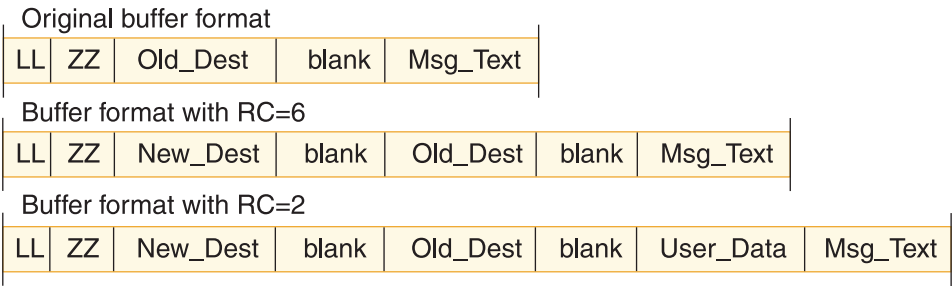 Original buffer format
LL ZZ Old_Dest blank Msg_Text
Buffer format with RC=6
LL ZZ New_Dest blank Old_Dest blank Msg_Text
Buffer format with RC=2
LL ZZ New_Dest blank Old_Dest blank User_Data Msg_Text